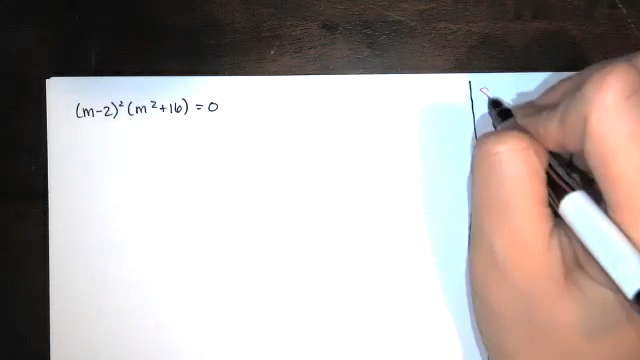 (m-2)² (m²+16) = 0